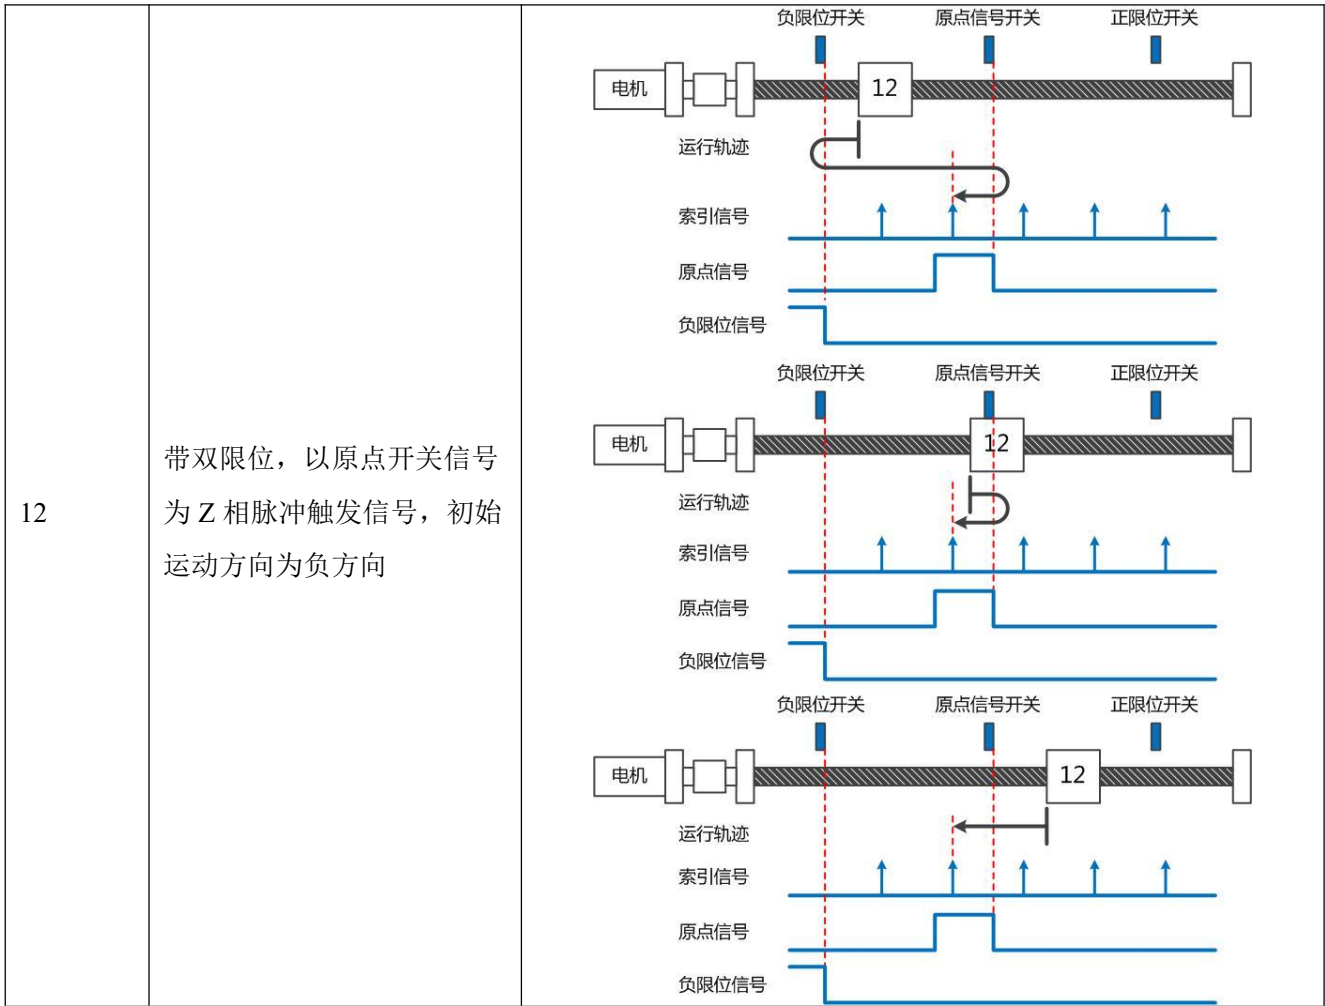 12
带双限位，以原点开关信号
为 Z 相脉冲触发信号，初始
运动方向为负方向
负限位开关 原点信号开关 正限位开关
电机 12
运行轨迹
索引信号
原点信号
负限位信号
负限位开关 原点信号开关 正限位开关
电机 12
运行轨迹
索引信号
原点信号
负限位信号
负限位开关 原点信号开关 正限位开关
电机 12
运行轨迹
索引信号
原点信号
负限位信号